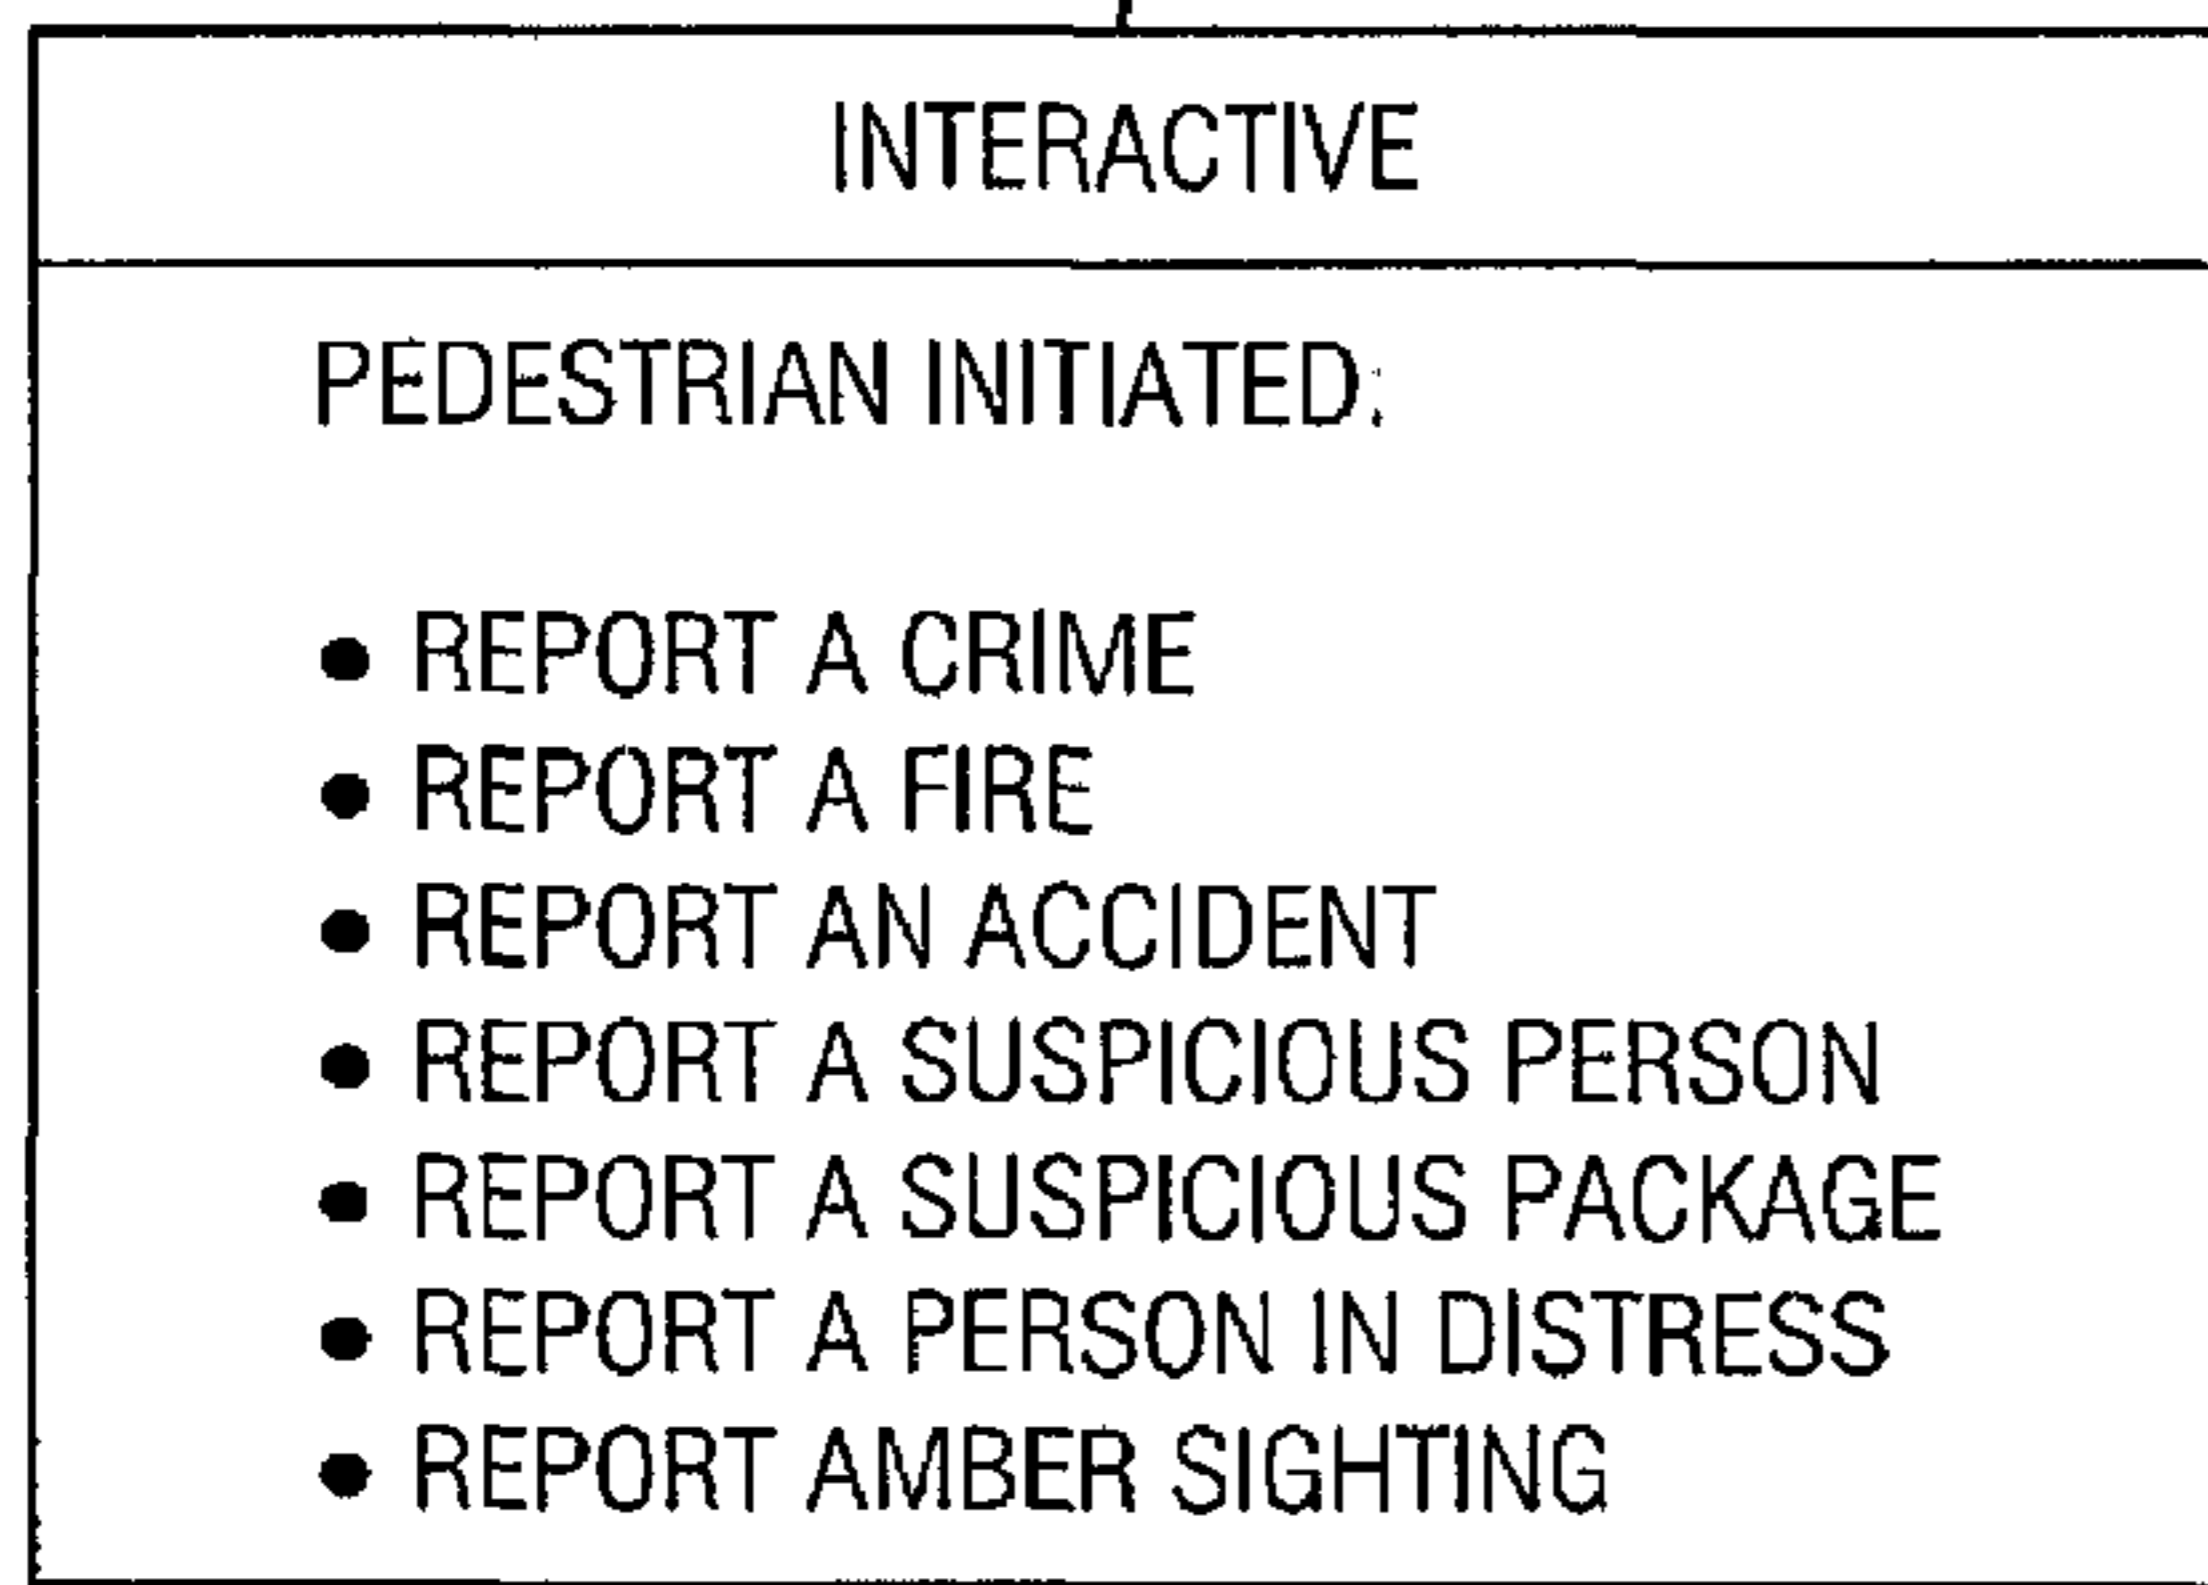 INTERACTIVE
PEDESTRIAN INITIATED:
● REPORT A CRIME
● REPORT A FIRE
● REPORT AN ACCIDENT
● REPORT A SUSPICIOUS PERSON
● REPORT A SUSPICIOUS PACKAGE
● REPORT A PERSON IN DISTRESS
● REPORT AMBER SIGHTING